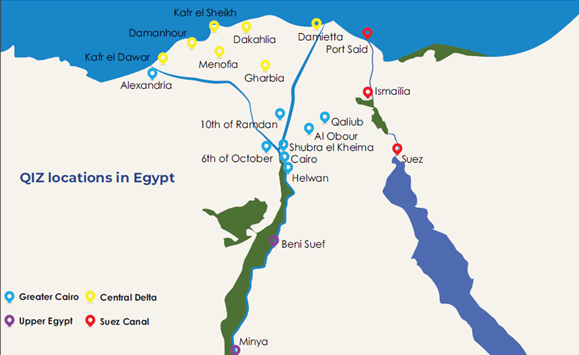 Kafr el Sheikh
Damanhour
Dakahlia
Damietta
Port Said
Kafr el Dawar
Menofia
Gharbia
Alexandria
Ismailia
10th of Ramdan
Qaliub
Al Obour
Shubra el Kheima
6th of October
Cairo
Suez
Helwan
QIZ locations in Egypt
Beni Suef
Greater Cairo
Central Delta
Upper Egypt
Suez Canal
Minya